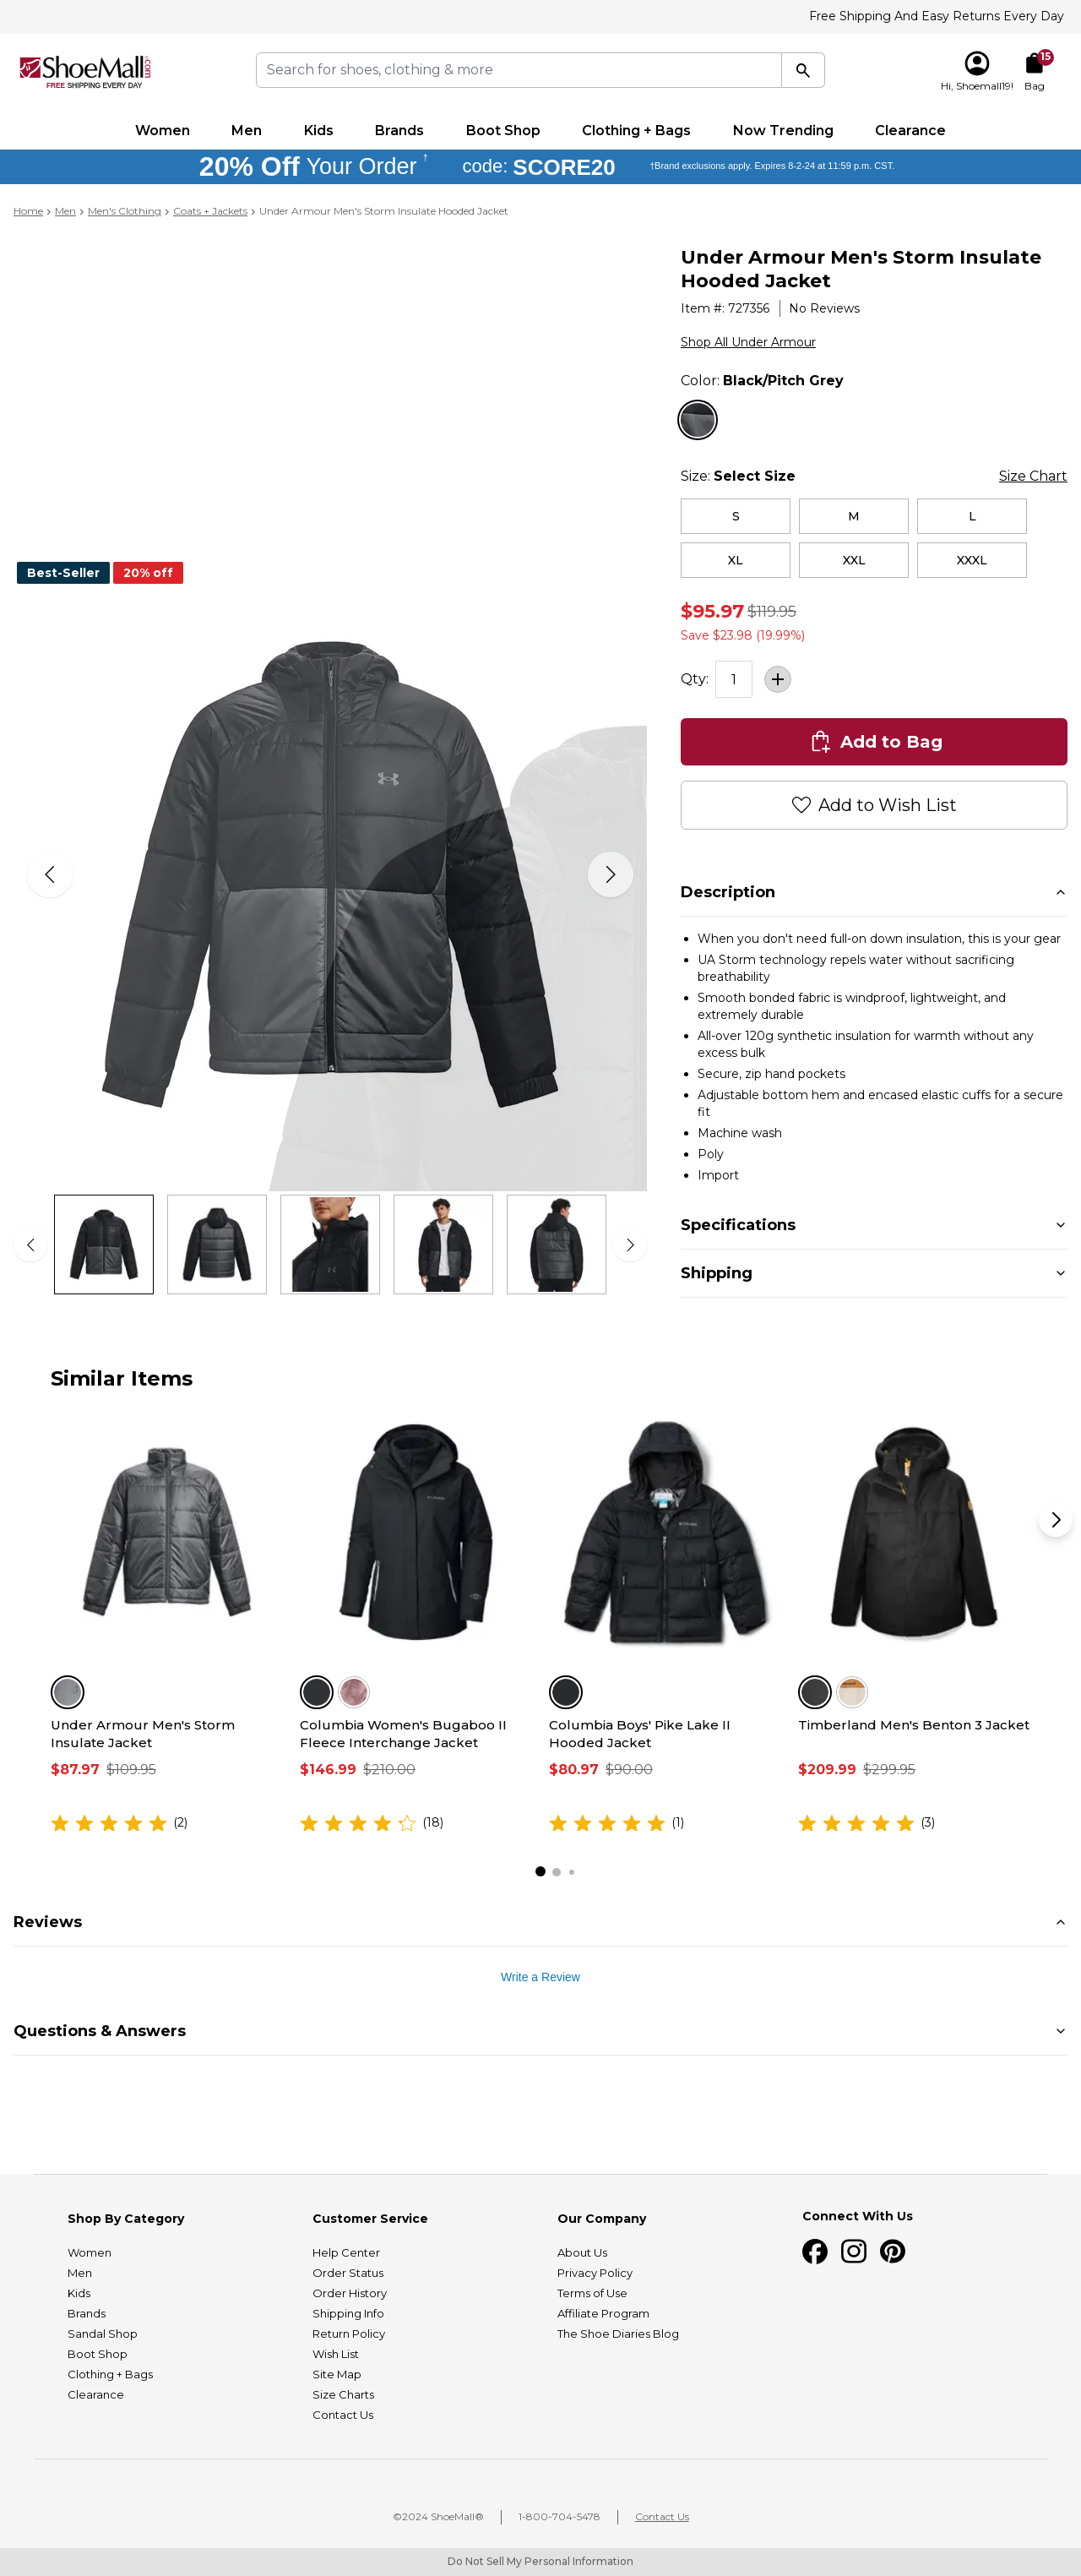 Free Shipping And Easy Returns Every Day
ShoeMall.com
FREE SHIPPING EVERY DAY
Search for shoes, clothing & more
15
Hi, Shoemall19!
Bag
Women
Men
Kids
Brands
Boot Shop
Clothing + Bags
Now Trending
Clearance
20% Off Your Order † code: SCORE20 †Brand exclusions apply. Expires 8-2-24 at 11:59 p.m. CST.
Home > Men > Men's Clothing > Coats + Jackets > Under Armour Men's Storm Insulate Hooded Jacket
Best-Seller
20% off
Under Armour Men's Storm Insulate
Hooded Jacket
Item #: 727356 | No Reviews
Shop All Under Armour
Color: Black/Pitch Grey
Size: Select Size
Size Chart
S
M
L
XL
XXL
XXXL
$95.97 $119.95
Save $23.98 (19.99%)
Qty: 1
Add to Bag
Add to Wish List
Description
When you don't need full-on down insulation, this is your gear
UA Storm technology repels water without sacrificing
breathability
Smooth bonded fabric is windproof, lightweight, and
extremely durable
All-over 120g synthetic insulation for warmth without any
excess bulk
Secure, zip hand pockets
Adjustable bottom hem and encased elastic cuffs for a secure
fit
Machine wash
Poly
Import
Specifications
Shipping
Similar Items
Under Armour Men's Storm
Insulate Jacket
$87.97 $109.95
(2)
Columbia Women's Bugaboo II
Fleece Interchange Jacket
$146.99 $210.00
(18)
Columbia Boys' Pike Lake II
Hooded Jacket
$80.97 $90.00
(1)
Timberland Men's Benton 3 Jacket
$209.99 $299.95
(3)
Reviews
Write a Review
Questions & Answers
Shop By Category
Women
Men
Kids
Brands
Sandal Shop
Boot Shop
Clothing + Bags
Clearance
Customer Service
Help Center
Order Status
Order History
Shipping Info
Return Policy
Wish List
Site Map
Size Charts
Contact Us
Our Company
About Us
Privacy Policy
Terms of Use
Affiliate Program
The Shoe Diaries Blog
Connect With Us
©2024 ShoeMall® | 1-800-704-5478 | Contact Us
Do Not Sell My Personal Information